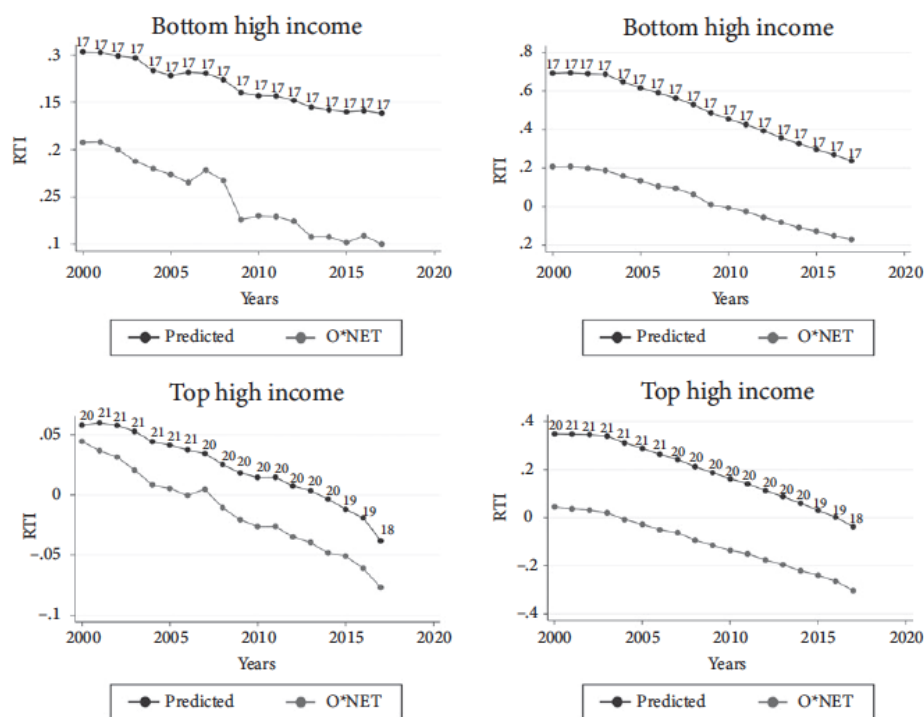 Bottom high income
.3
.15
.2
.25
.1
RTI
17 17 17 17 17 17 17 17 17 17 17 17 17 17 17 17 17 17
2000 2005 2010 2015 2020
Years
Predicted O*NET
Bottom high income
.8
.6
.4
.2
0
.2
RTI
17 17 17 17 17 17 17 17 17 17 17 17 17 17 17 17 17 17
2000 2005 2010 2015 2020
Years
Predicted O*NET
Top high income
.05
0
−.05
−.1
RTI
20 21 21 21 21 21 21 20 20 20 20 20 20 20 20 19 19 18
2000 2005 2010 2015 2020
Years
Predicted O*NET
Top high income
.4
.2
0
−.2
−.4
RTI
20 21 21 21 21 21 21 20 20 20 20 20 20 20 20 19 19 18
2000 2005 2010 2015 2020
Years
Predicted O*NET